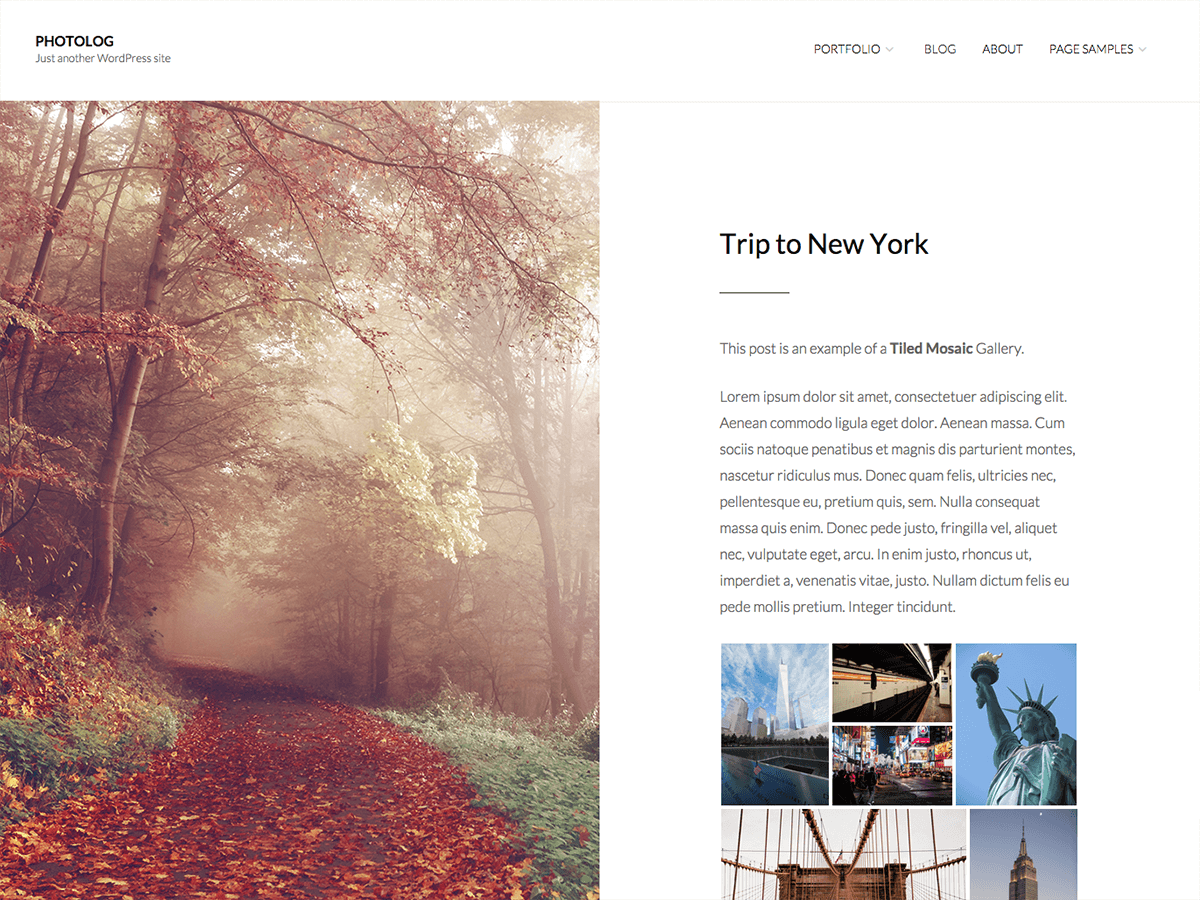 PHOTOLOG
Just another WordPress site
PORTFOLIO BLOG ABOUT PAGE SAMPLES
Trip to New York
This post is an example of a Tiled Mosaic Gallery.
Lorem ipsum dolor sit amet, consectetuer adipiscing elit.
Aenean commodo ligula eget dolor. Aenean massa. Cum
sociis natoque penatibus et magnis dis parturient montes,
nascetur ridiculus mus. Donec quam felis, ultricies nec,
pellentesque eu, pretium quis, sem. Nulla consequat
massa quis enim. Donec pede justo, fringilla vel, aliquet
nec, vulputate eget, arcu. In enim justo, rhoncus ut,
imperdiet a, venenatis vitae, justo. Nullam dictum felis eu
pede mollis pretium. Integer tincidunt.